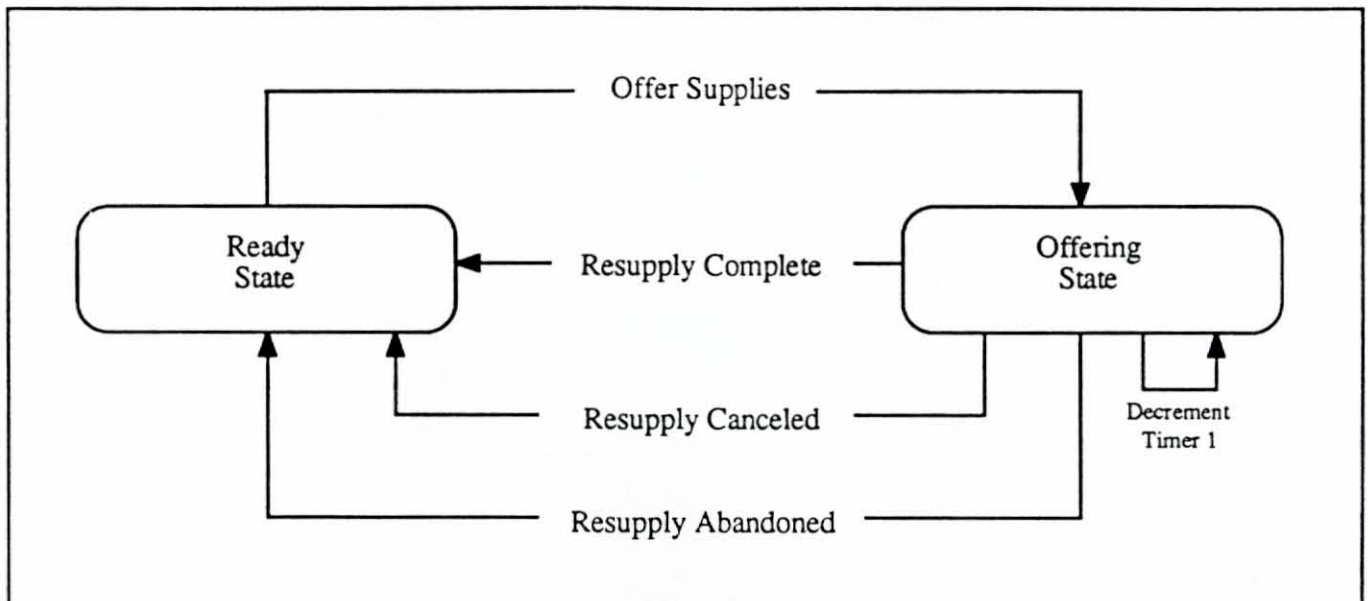 Offer Supplies
Ready
State
Resupply Complete
Offering
State
Resupply Canceled
Decrement
Timer 1
Resupply Abandoned